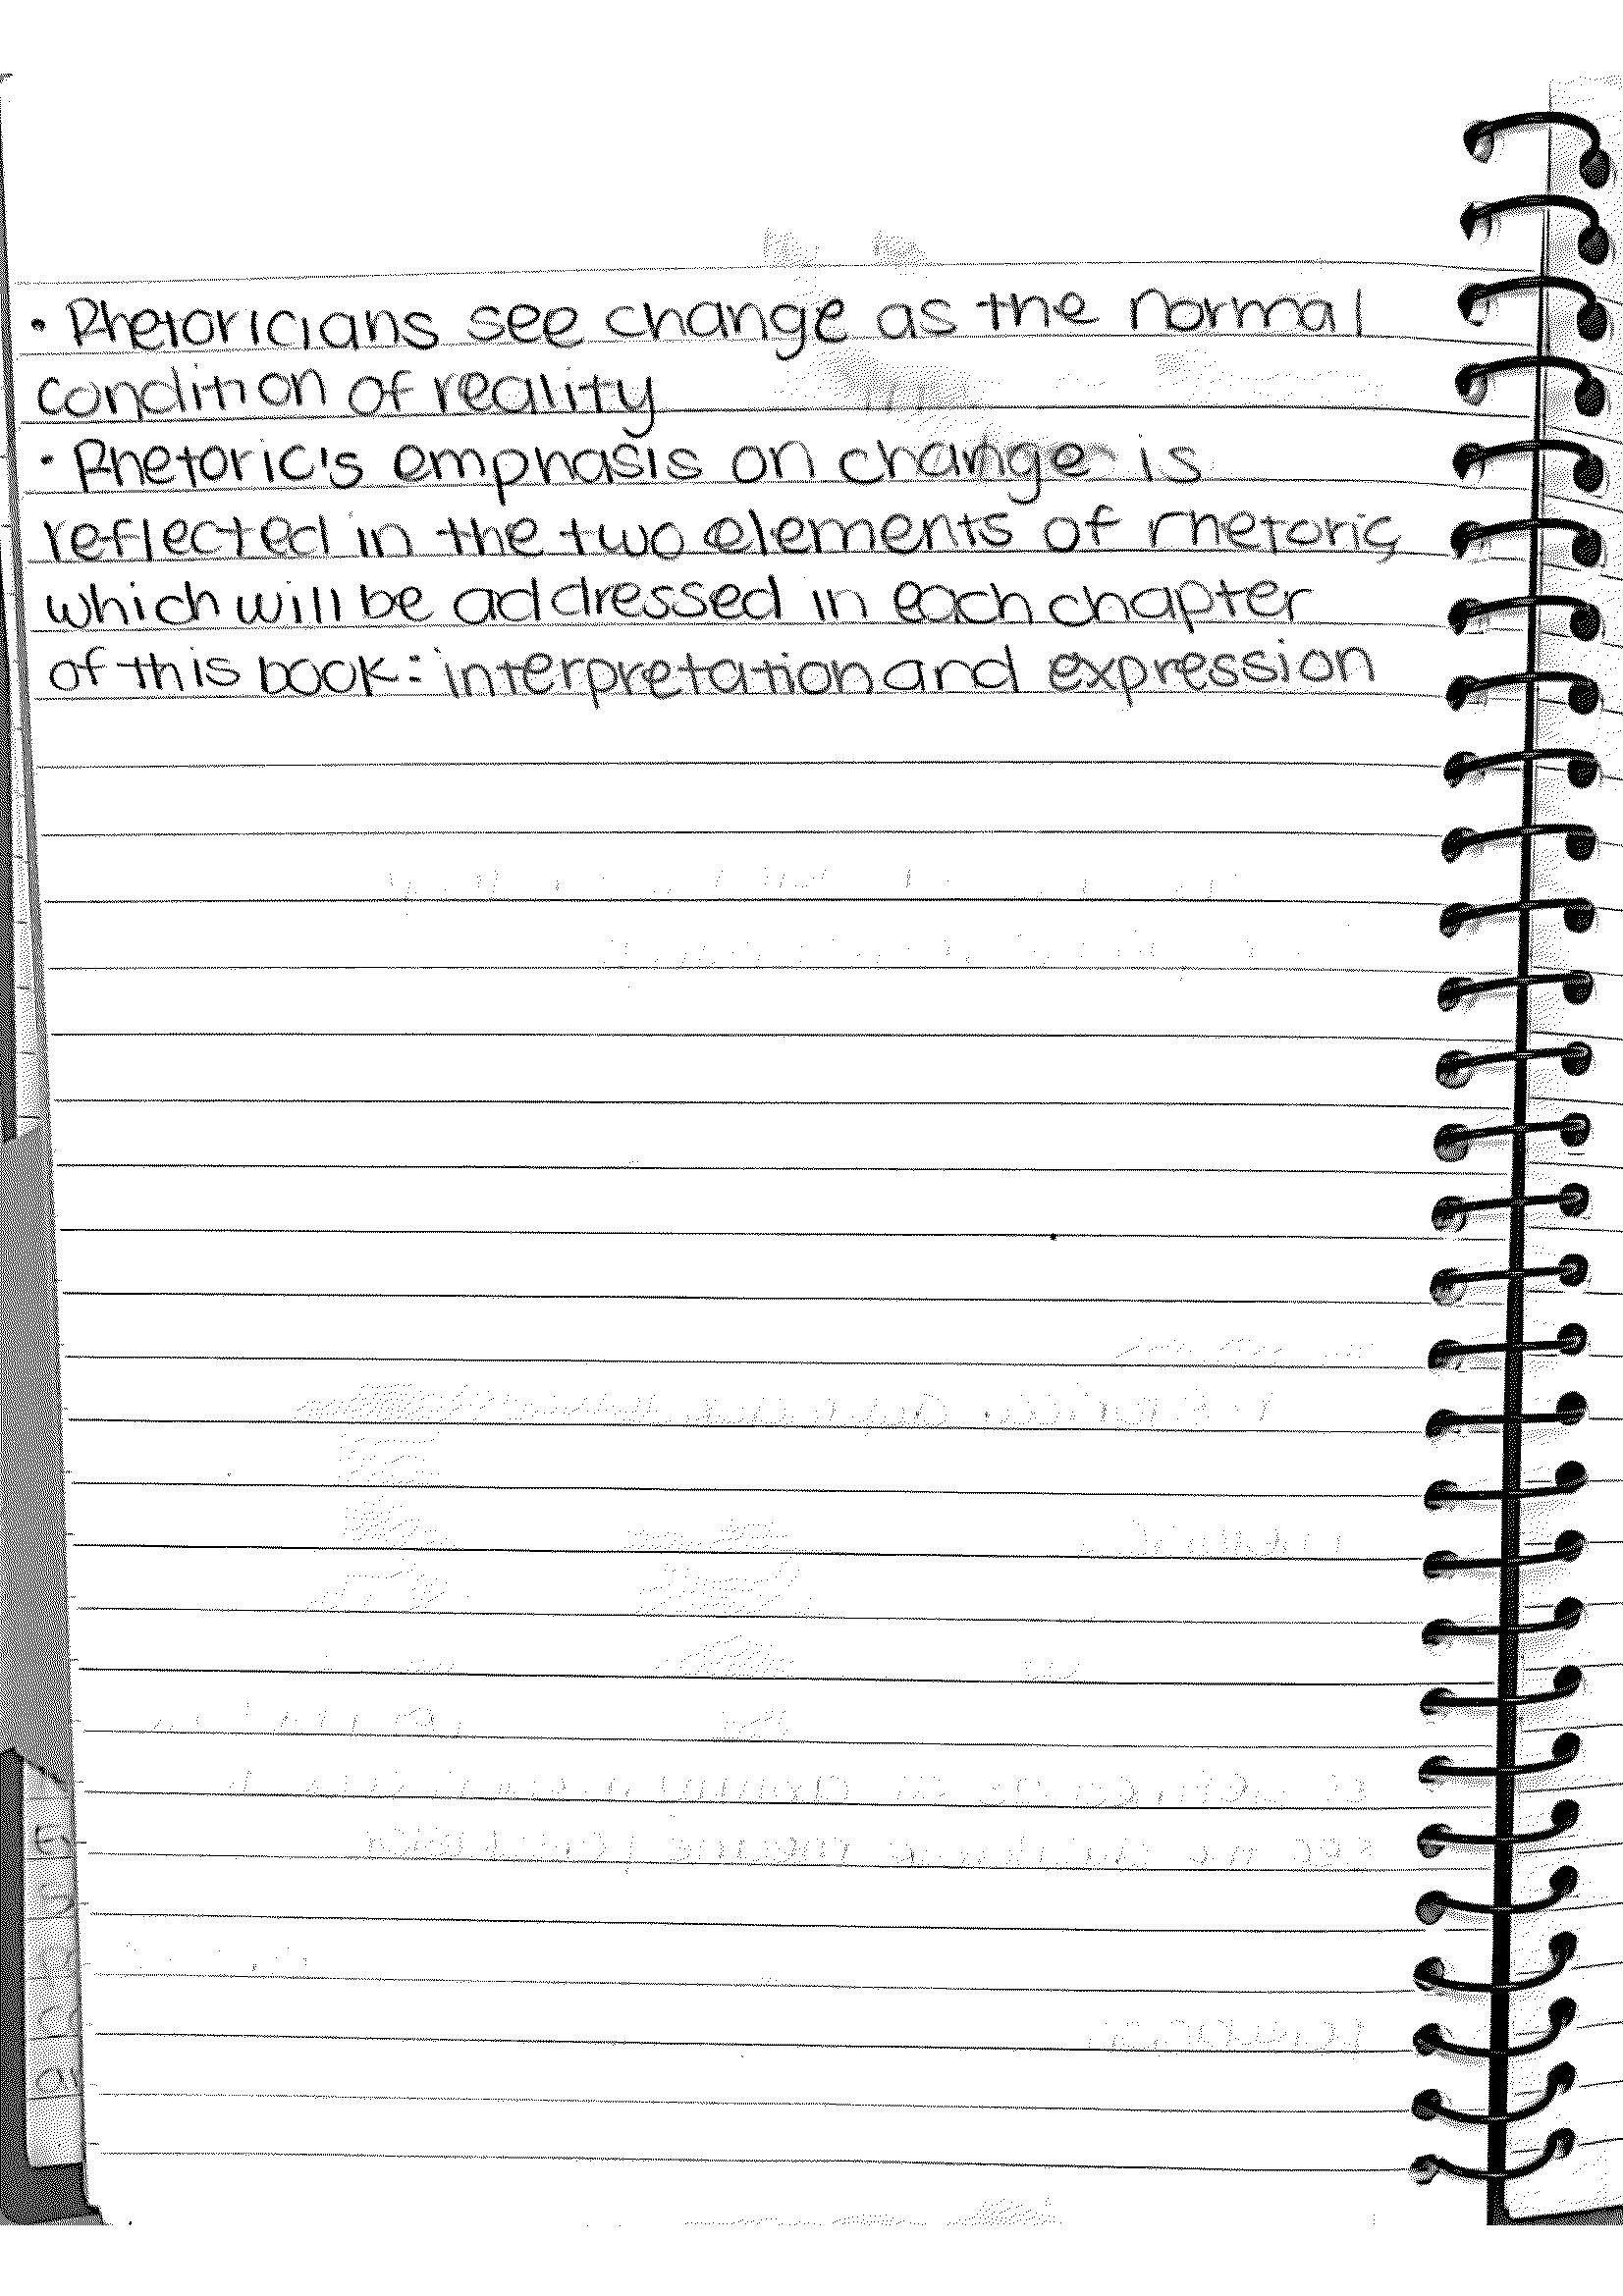 • Rhetoricians see change as the normal
condition of reality
• Rhetoric's emphasis on change is
reflected in the two elements of rhetoric,
which will be addressed in each chapter
of this book: interpretation and expression